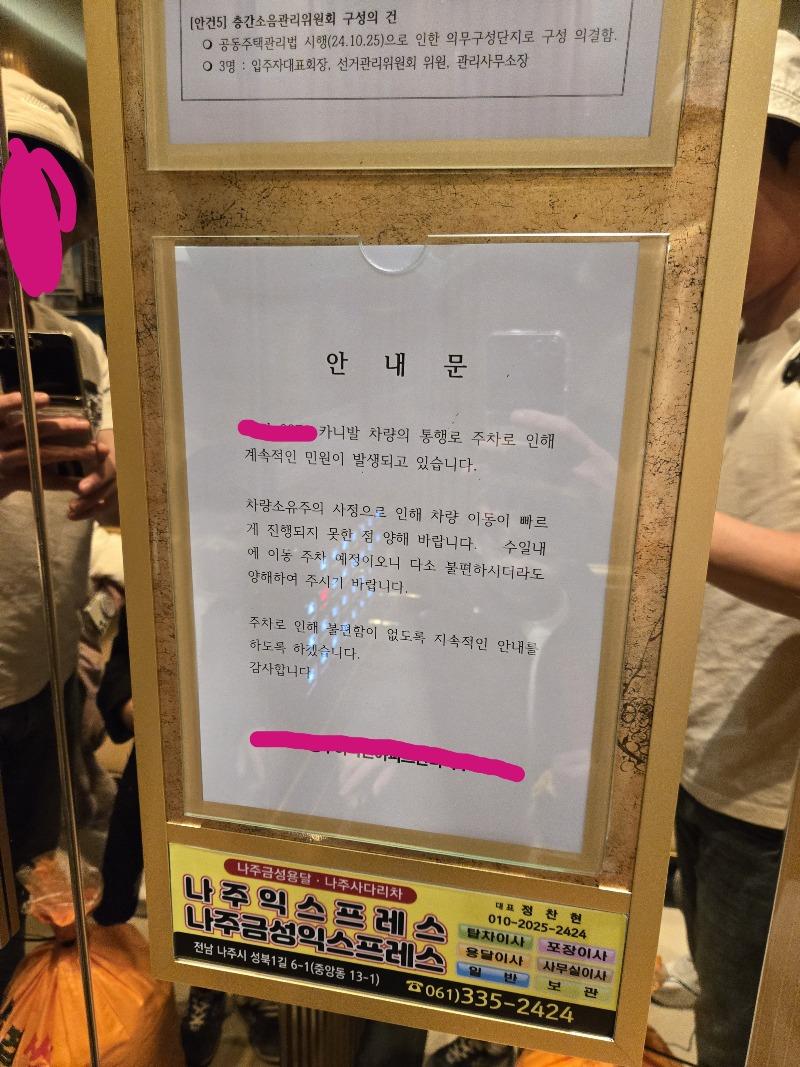 [안건5] 층간소음관리위원회 구성의 건
❍ 공동주택관리법 시행(24.10.25)으로 인한 의무구성단지로 구성 의결함.
❍ 3명 : 입주자대표회장, 선거관리위원회 위원, 관리사무소장
안 내 문
카니발 차량의 통행로 주차로 인해
계속적인 민원이 발생되고 있습니다.
차량소유주의 사정으로 인해 차량 이동이 빠르
게 진행되지 못한 점 양해 바랍니다. 수일내
에 이동 주차 예정이오니 다소 불편하시더라도
양해하여 주시기 바랍니다.
주차로 인해 불편함이 없도록 지속적인 안내를
하도록 하겠습니다.
감사합니다
나주금성용달·나주사다리차
나주익스프레스
나주금성익스프레스
전남 나주시 성북1길 6-1(중앙동 13-1)
대표 정찬현
010-2025-2424
탑차이사 포장이사
용달이사 사무실이사
일반 보관
☎061)335-2424